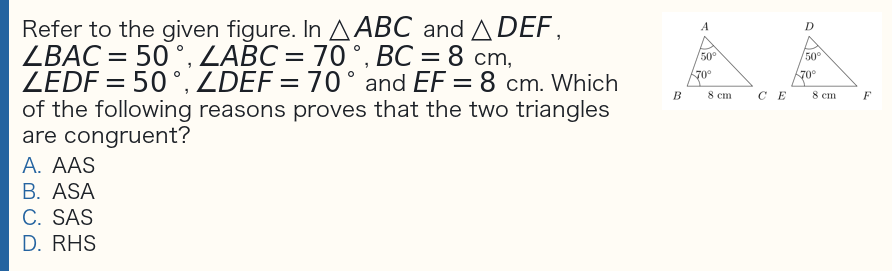 Refer to the given figure. In △ABC and △DEF,
∠BAC = 50°, ∠ABC = 70°, BC = 8 cm,
∠EDF = 50°, ∠DEF = 70° and EF = 8 cm. Which
of the following reasons proves that the two triangles
are congruent?
A. AAS
B. ASA
C. SAS
D. RHS
A D
50° 50°
70° 70°
B 8 cm C E 8 cm F